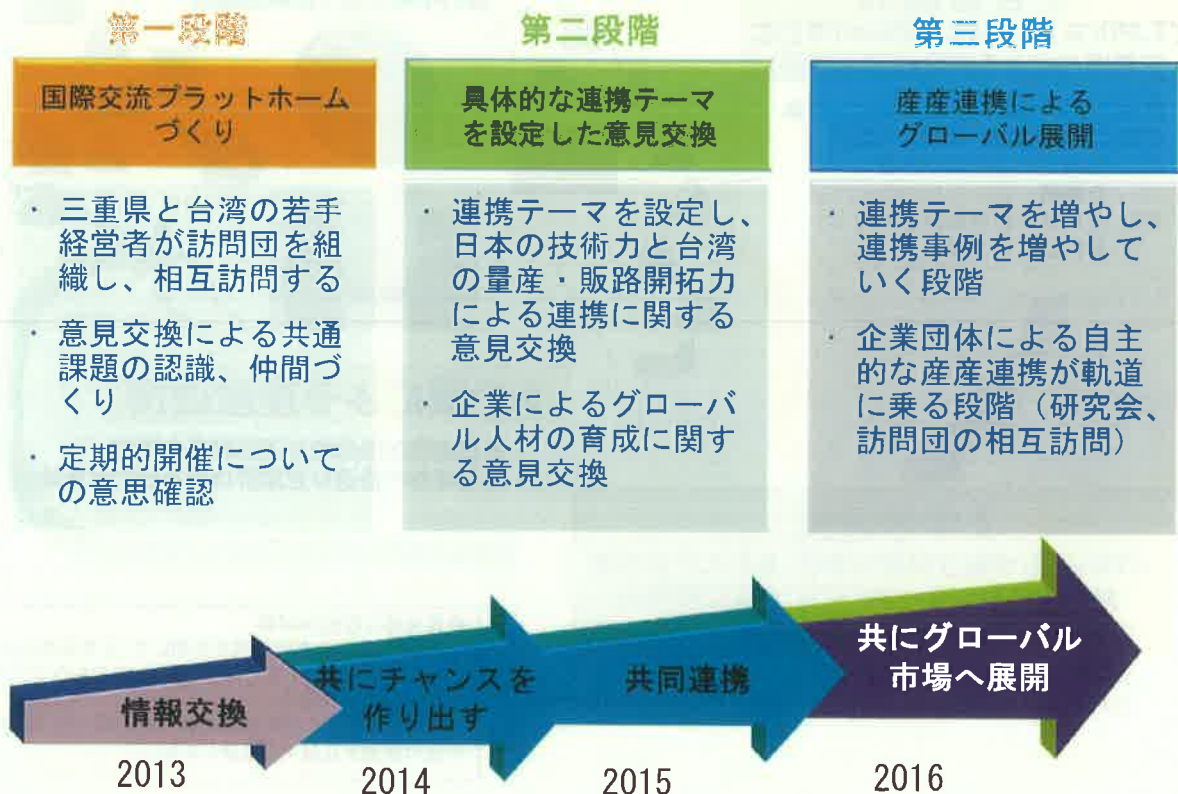 第一段階
国際交流プラットホーム
づくり
・ 三重県と台湾の若手
経営者が訪問団を組
織し、相互訪問する
・ 意見交換による共通
課題の認識、仲間づ
くり
・ 定期的開催について
の意思確認
第二段階
具体的な連携テーマ
を設定した意見交換
・ 連携テーマを設定し、
日本の技術力と台湾
の量産・販路開拓力
による連携に関する
意見交換
・ 企業によるグローバ
ル人材の育成に関す
る意見交換
第三段階
産産連携による
グローバル展開
・ 連携テーマを増やし、
連携事例を増やして
いく段階
・ 企業団体による自主
的な産産連携が軌道
に乗る段階（研究会、
訪問団の相互訪問）
情報交換
共にチャンスを
作り出す
共同連携
共にグローバル
市場へ展開
2013
2014
2015
2016